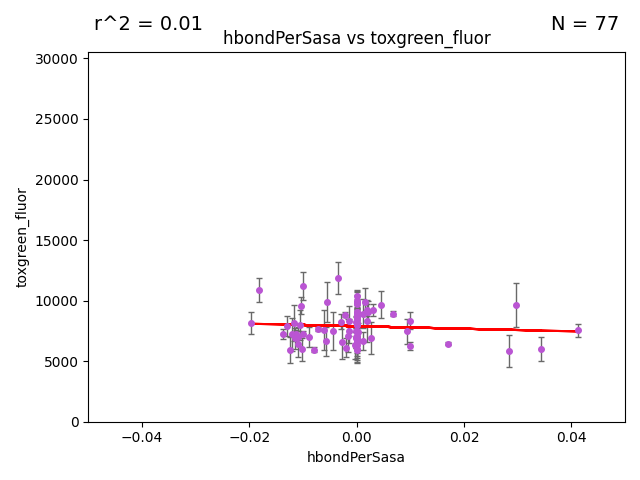 r^2 = 0.01
N = 77
hbondPerSasa vs toxgreen_fluor
30000
25000
20000
15000
10000
5000
0
toxgreen_fluor
−0.04
−0.02
0.00
0.02
0.04
hbondPerSasa